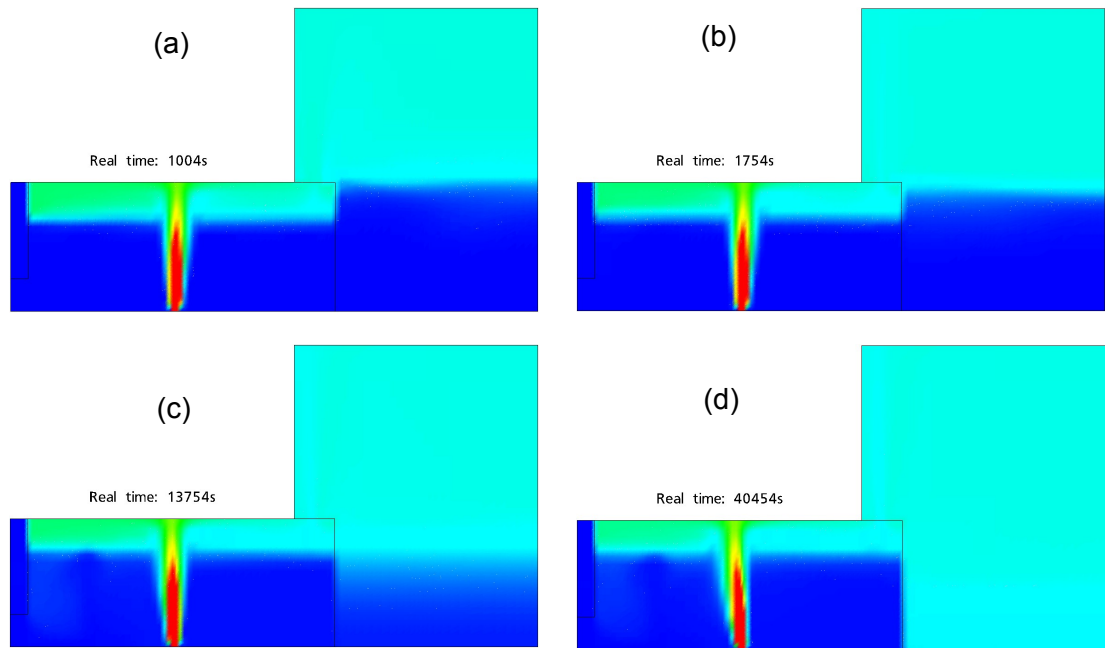 (a)
Real time: 1004s
(b)
Real time: 1754s
(c)
Real time: 13754s
(d)
Real time: 40454s